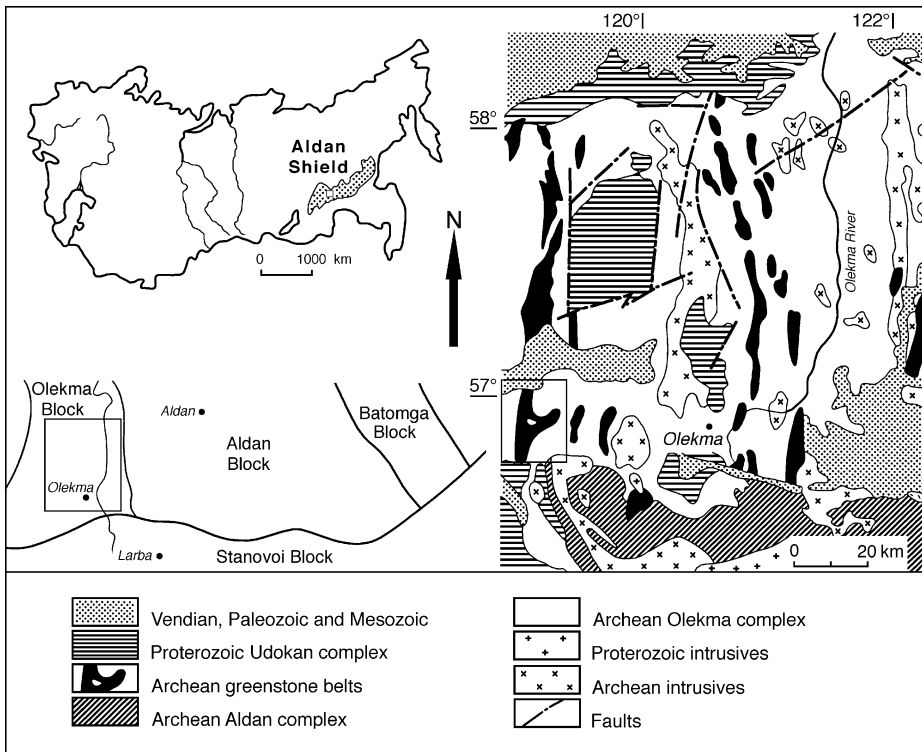 120°
122°
58°
57°
Aldan
Shield
0 1000 km
N
Olekma
Block
Aldan
Aldan
Block
Batomga
Block
Olekma
Larba
Stanovoi Block
Olekma River
Olekma
0 20 km
Vendian, Paleozoic and Mesozoic
Proterozoic Udokan complex
Archean greenstone belts
Archean Aldan complex
Archean Olekma complex
Proterozoic intrusives
Archean intrusives
Faults